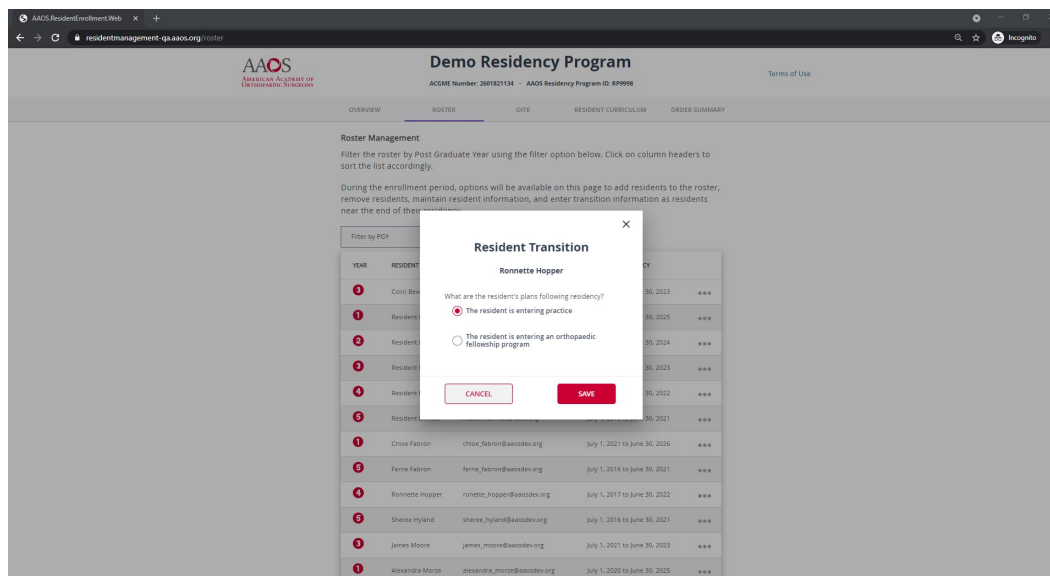 AAOS.ResidentEnrollment.Web
residentmanagement-qa.aaos.org/roster
Incognito
AAOS
AMERICAN ACADEMY OF
ORTHOPAEDIC SURGEONS
Demo Residency Program
ACGME Number: 2601821134 - AAOS Residency Program ID: RP9998
Terms of Use
OVERVIEW ROSTER OITE RESIDENT CURRICULUM ORDER SUMMARY
Roster Management
Filter the roster by Post Graduate Year using the filter option below. Click on column headers to
sort the list accordingly.
During the enrollment period, options will be available on this page to add residents to the roster,
remove residents, maintain resident information, and enter transition information as residents
near the end of their residency.
Filter by PGY
Resident Transition
Ronnette Hopper
What are the resident's plans following residency?
The resident is entering practice
The resident is entering an orthopaedic
fellowship program
CANCEL SAVE
YEAR RESIDENT CY
3 Colin 30, 2023
1 Resident 30, 2025
2 Resident 30, 2024
3 Resident 30, 2023
4 Resident 30, 2022
5 Resident 30, 2021
1 Chloe Fabron chloe_fabron@aaosdev.org July 1, 2021 to June 30, 2026
5 Ferne Fabron ferne_fabron@aaosdev.org July 1, 2016 to June 30, 2021
4 Ronnette Hopper ronette_hopper@aaosdev.org July 1, 2017 to June 30, 2022
5 Sheree Hyland sheree_hyland@aaosdev.org July 1, 2016 to June 30, 2021
3 James Moore james_moore@aaosdev.org July 1, 2021 to June 30, 2023
1 Alexandra Morse alexandra_morse@aaosdev.org July 1, 2020 to June 30, 2025